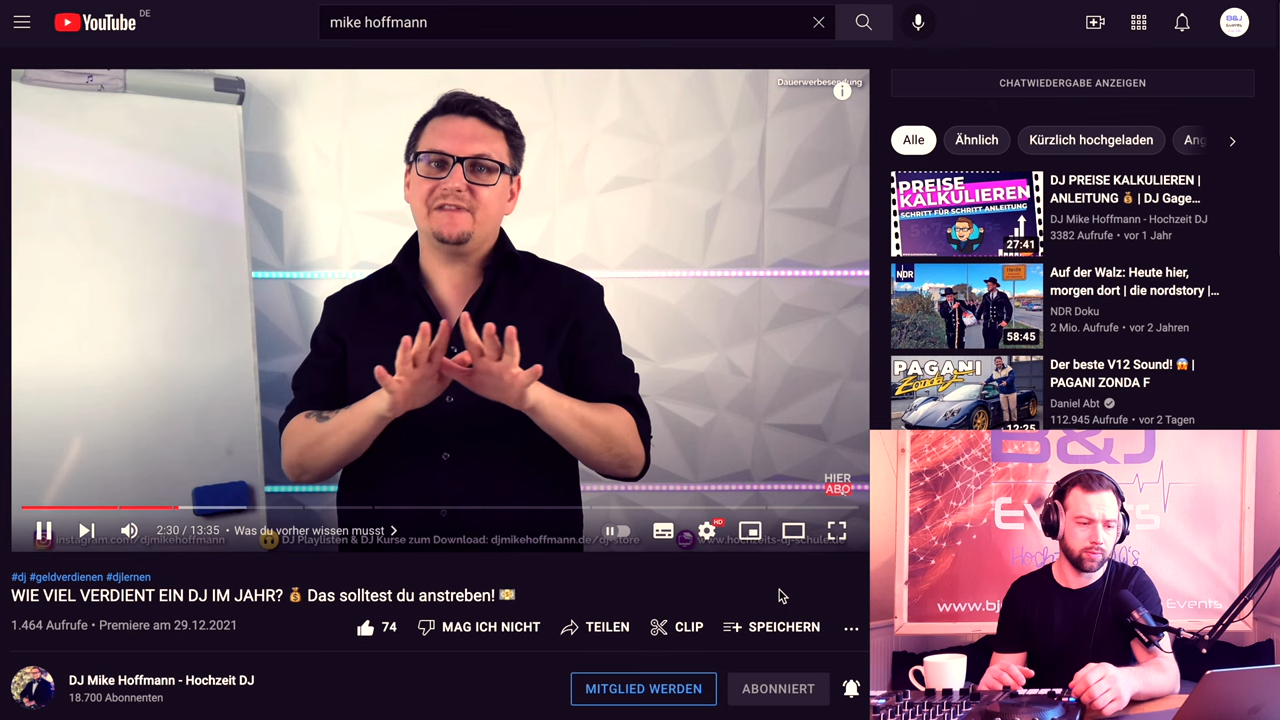 YouTube DE
mike hoffmann
Dauerwerbesendung
CHATWIEDERGABE ANZEIGEN
Alle
Ähnlich
Kürzlich hochgeladen
Ang
PREISE
KALKULIEREN
SCHRITT FÜR SCHRITT ANLEITUNG
27:41
DJ PREISE KALKULIEREN |
ANLEITUNG 💰 | DJ Gage...
DJ Mike Hoffmann - Hochzeit DJ
3382 Aufrufe • vor 1 Jahr
NDR
58:45
Auf der Walz: Heute hier,
morgen dort | die nordstory |...
NDR Doku
2 Mio. Aufrufe • vor 2 Jahren
PAGANI
Zonda F
12:25
Der beste V12 Sound! 😱 |
PAGANI ZONDA F
Daniel Abt
112.945 Aufrufe • vor 2 Tagen
HIER
ABO
2:30 / 13:35 • Was du vorher wissen musst
HD
instagram.com/djmikehoffmann
DJ Playlisten & DJ Kurse zum Download: djmikehoffmann.de/dj-store
www.hochzeits-dj-schule.de
#dj #geldverdienen #djlernen
WIE VIEL VERDIENT EIN DJ IM JAHR? 💰 Das solltest du anstreben! 💴
1.464 Aufrufe • Premiere am 29.12.2021
74
MAG ICH NICHT
TEILEN
CLIP
SPEICHERN
DJ Mike Hoffmann - Hochzeit DJ
18.700 Abonnenten
MITGLIED WERDEN
ABONNIERT
B&J
www.bj
Events